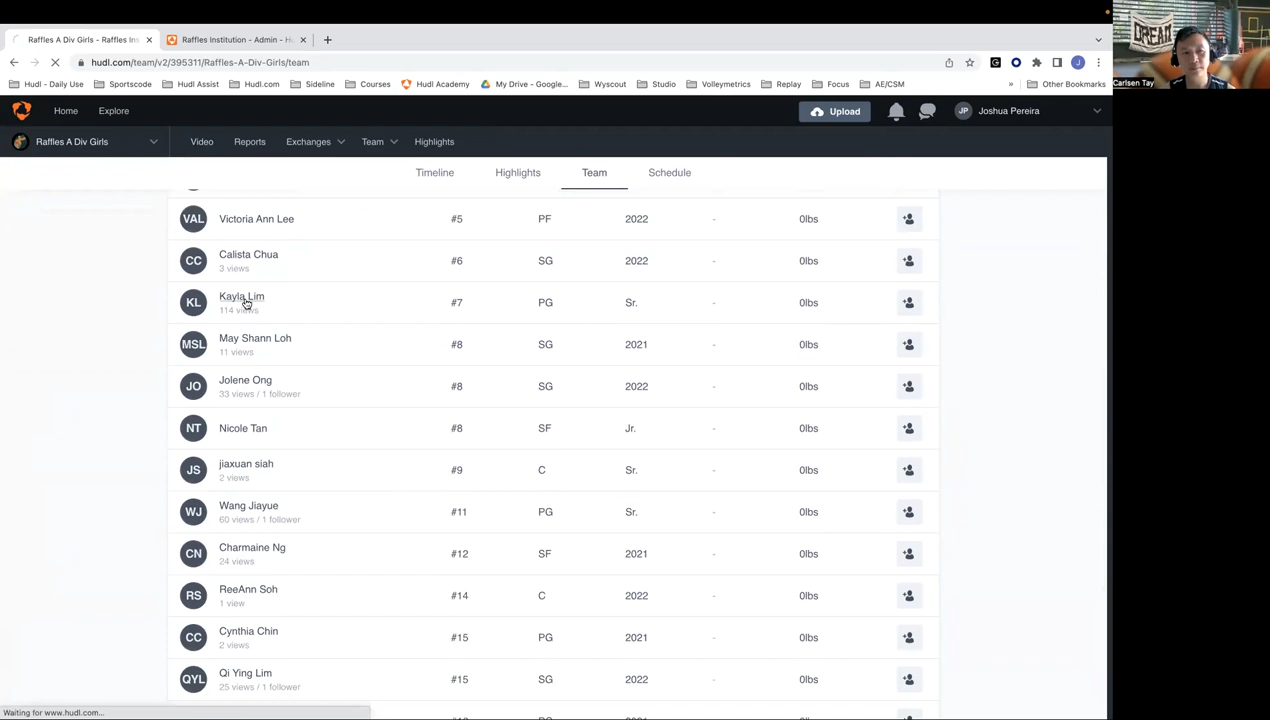 Raffles A Div Girls - Raffles Ins
Raffles Institution - Admin - H
hudl.com/team/v2/395311/Raffles-A-Div-Girls/team
Hudl - Daily Use Sportscode Hudl Assist Hudl.com Sideline Courses Hudl Academy My Drive - Google... Wyscout Studio Volleymetrics Replay Focus AE/CSM » Other Bookmarks
Home Explore Upload JP Joshua Pereira
Raffles A Div Girls Video Reports Exchanges Team Highlights
Timeline Highlights Team Schedule
VAL Victoria Ann Lee #5 PF 2022 - 0lbs
CC Calista Chua #6 SG 2022 - 0lbs
3 views
KL Kayla Lim #7 PG Sr. - 0lbs
114 views
MSL May Shann Loh #8 SG 2021 - 0lbs
11 views
JO Jolene Ong #8 SG 2022 - 0lbs
33 views / 1 follower
NT Nicole Tan #8 SF Jr. - 0lbs
JS jiaxuan siah #9 C Sr. - 0lbs
2 views
WJ Wang Jiayue #11 PG Sr. - 0lbs
60 views / 1 follower
CN Charmaine Ng #12 SF 2021 - 0lbs
24 views
RS ReeAnn Soh #14 C 2022 - 0lbs
1 view
CC Cynthia Chin #15 PG 2021 - 0lbs
2 views
QYL Qi Ying Lim #15 SG 2022 - 0lbs
25 views / 1 follower
Waiting for www.hudl.com...
DREAM
Carlsen Tay